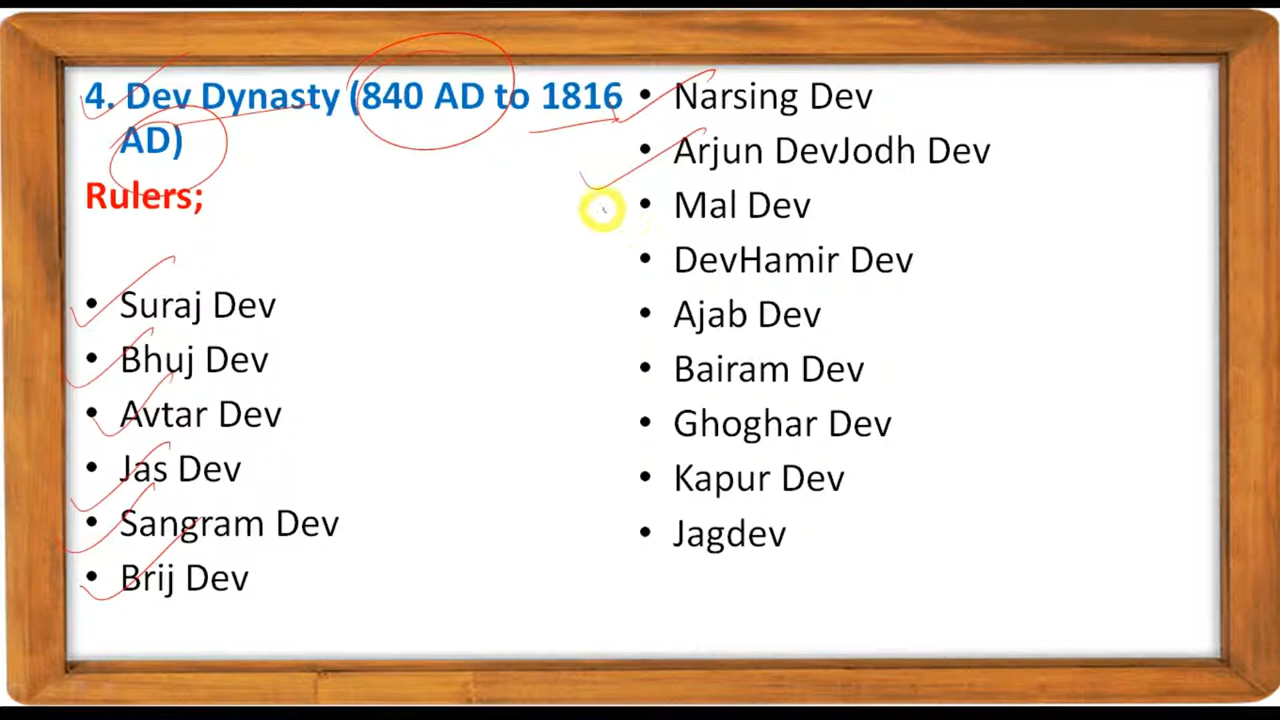 4. Dev Dynasty (840 AD to 1816
AD)
Rulers;
• Suraj Dev
• Bhuj Dev
• Avtar Dev
• Jas Dev
• Sangram Dev
• Brij Dev
• Narsing Dev
• Arjun DevJodh Dev
• Mal Dev
• DevHamir Dev
• Ajab Dev
• Bairam Dev
• Ghoghar Dev
• Kapur Dev
• Jagdev